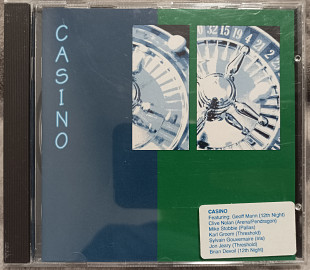 CASINO
32 15 19 4 21 2
CASINO
Featuring: Geoff Mann (12th Night)
Clive Nolan (Arena/Pendragon)
Mike Stobbie (Pallas)
Karl Groom (Threshold)
Sylvain Gouvernaire (Iris)
Jon Jeary (Threshold)
Brian Devoil (12th Night)